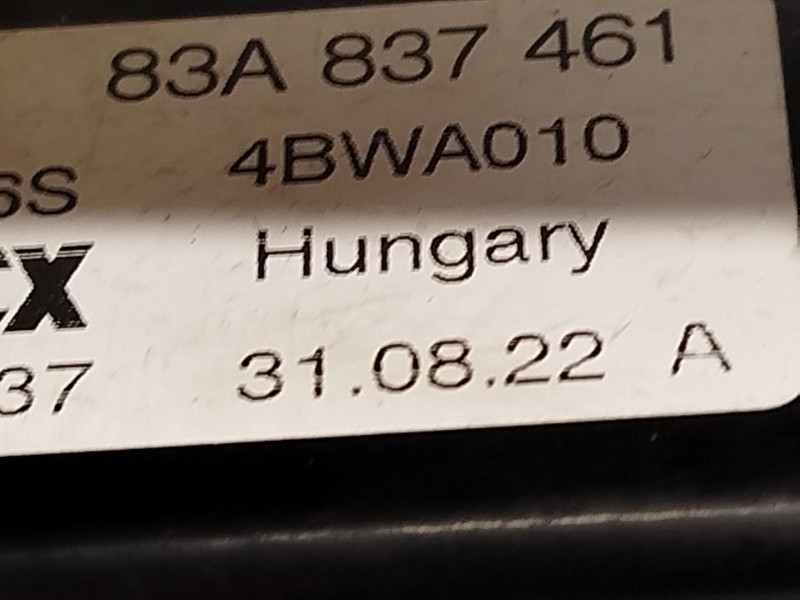 83A 837 461
6S 4BWA010
Hungary
X
37 31.08.22 A